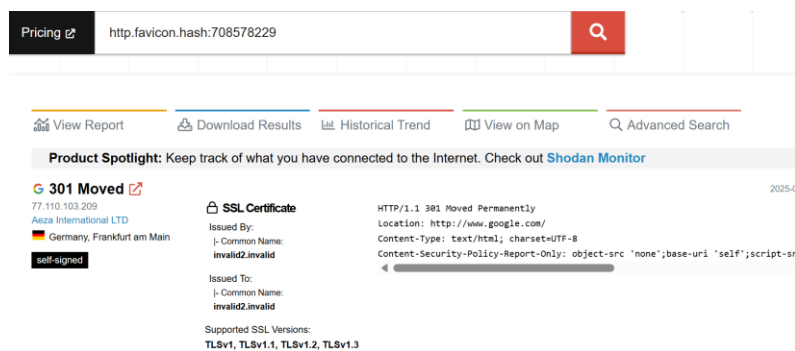 Pricing
http.favicon.hash:708578229
View Report
Download Results
Historical Trend
View on Map
Advanced Search
Product Spotlight: Keep track of what you have connected to the Internet. Check out Shodan Monitor
301 Moved
2025-0
77.110.103.209
Aeza International LTD
Germany, Frankfurt am Main
self-signed
SSL Certificate
Issued By:
|- Common Name:
invalid2.invalid
Issued To:
|- Common Name:
invalid2.invalid
Supported SSL Versions:
TLSv1, TLSv1.1, TLSv1.2, TLSv1.3
HTTP/1.1 301 Moved Permanently
Location: http://www.google.com/
Content-Type: text/html; charset=UTF-8
Content-Security-Policy-Report-Only: object-src 'none';base-uri 'self';script-sr